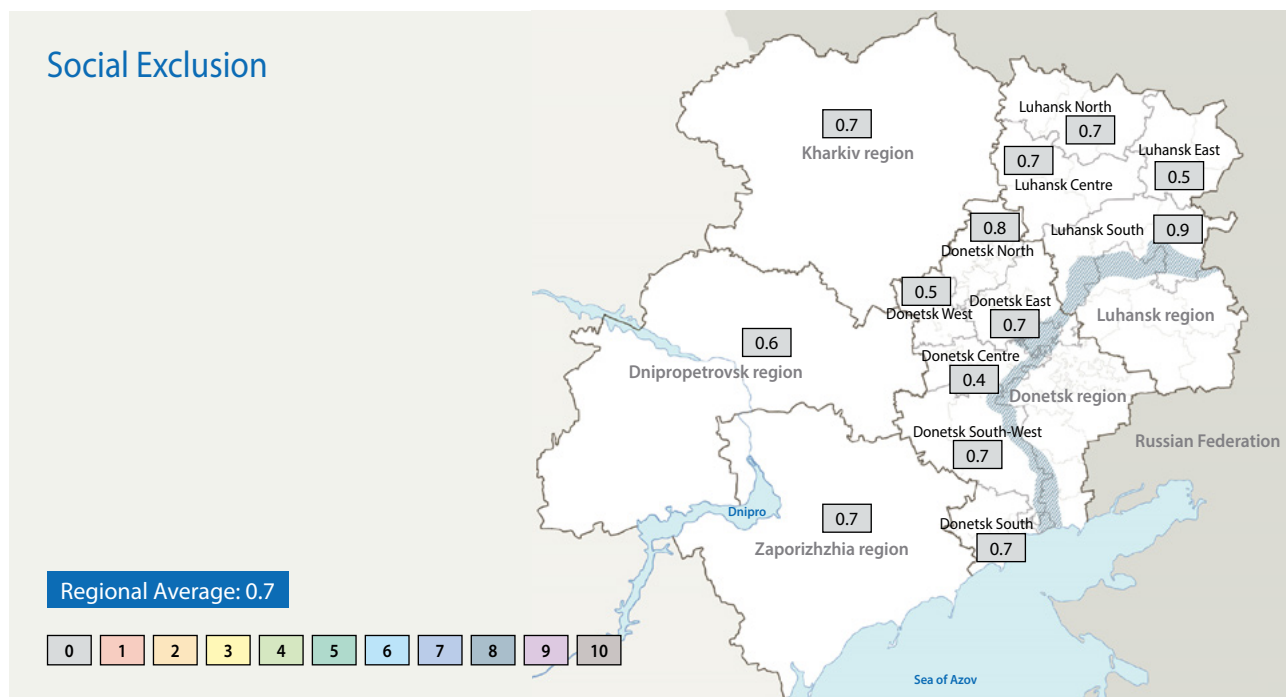 Social Exclusion
0.7
Kharkiv region
Luhansk North
0.7
Luhansk East
0.5
0.7
Luhansk Centre
0.8
Donetsk North
Luhansk South
0.9
0.5
Donetsk West
Donetsk East
0.7
Luhansk region
0.6
Dnipropetrovsk region
Donetsk Centre
0.4
Donetsk region
Donetsk South-West
0.7
Russian Federation
Dnipro
0.7
Zaporizhzhia region
Donetsk South
0.7
Regional Average: 0.7
0 1 2 3 4 5 6 7 8 9 10
Sea of Azov